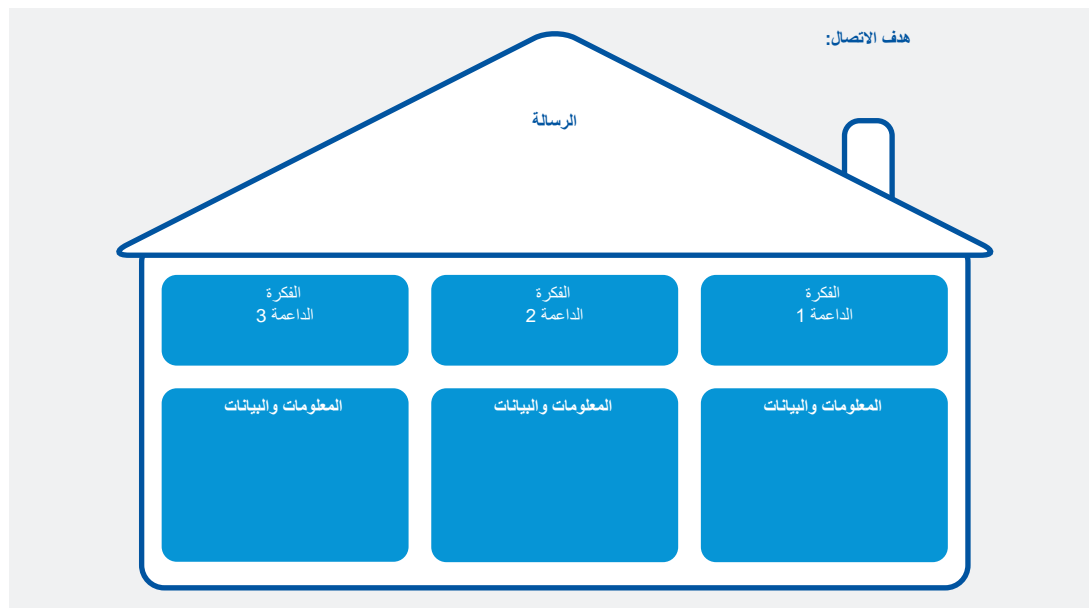 هدف الاتصال:
الرسالة
الفكرة
الداعمة 1
الفكرة
الداعمة 2
الفكرة
الداعمة 3
المعلومات والبيانات
المعلومات والبيانات
المعلومات والبيانات